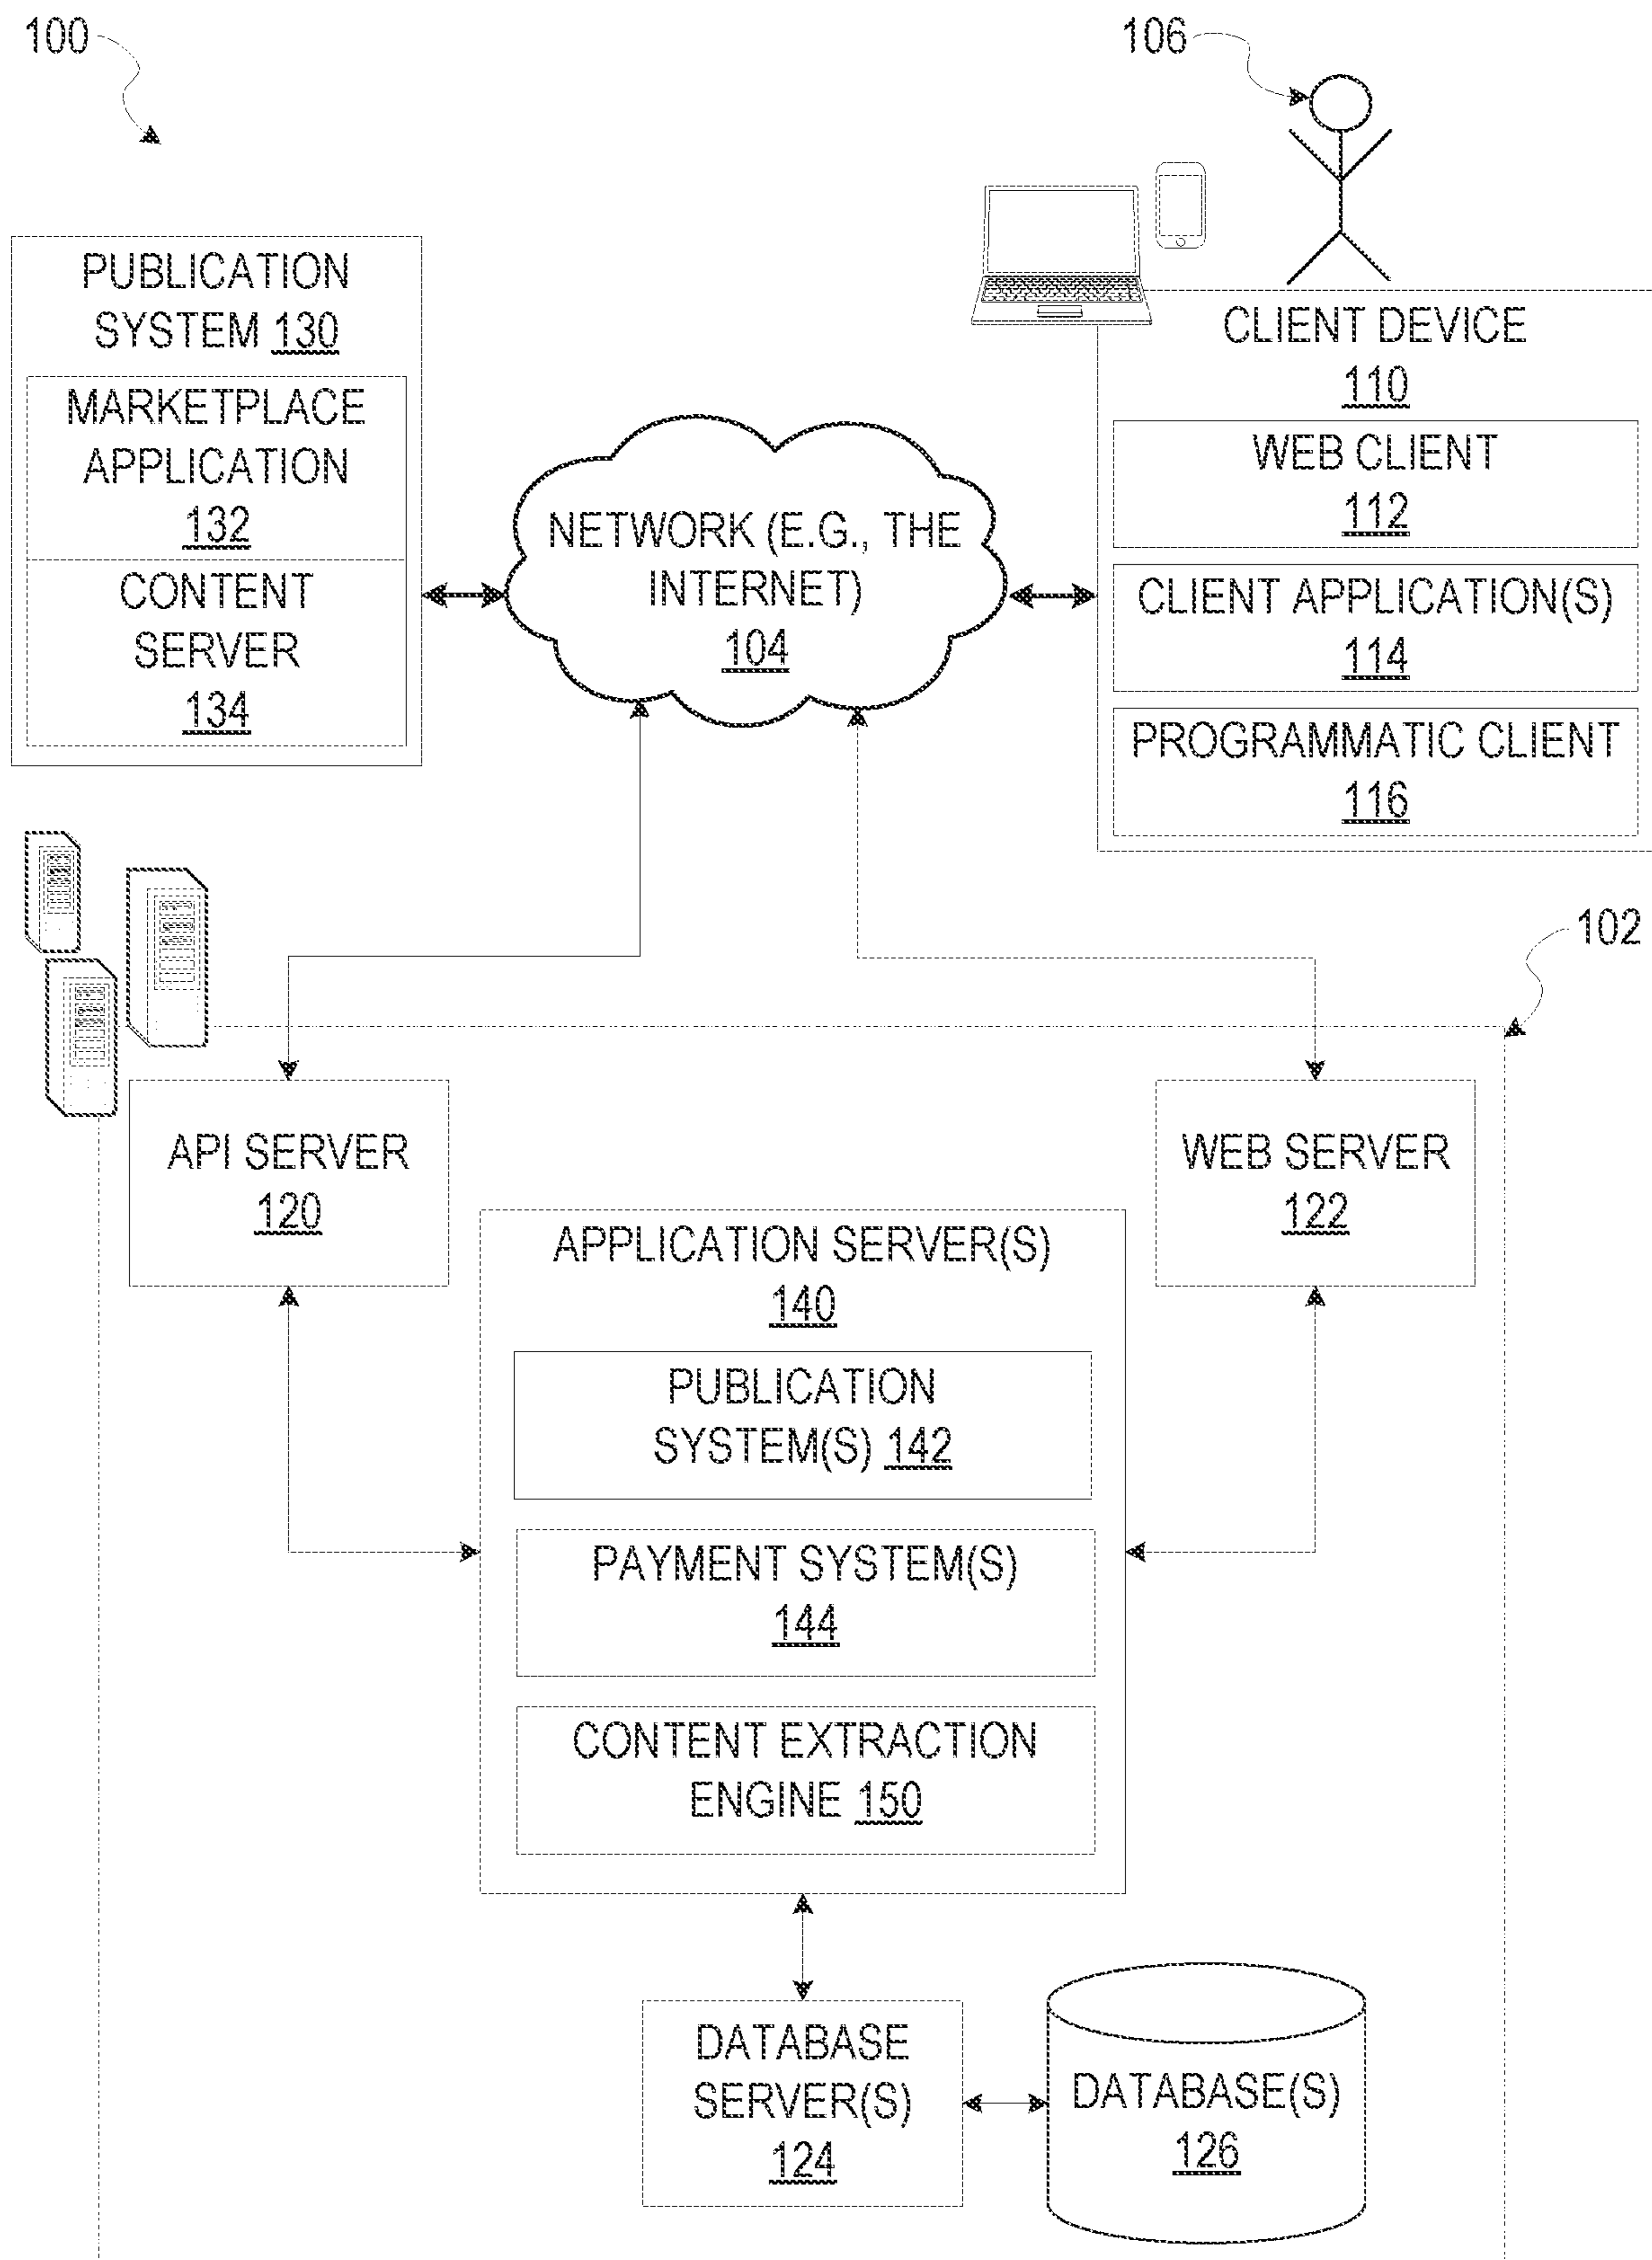 100
106
PUBLICATION
SYSTEM 130
MARKETPLACE
APPLICATION
132
CONTENT
SERVER
134
NETWORK (E.G., THE
INTERNET)
104
CLIENT DEVICE
110
WEB CLIENT
112
CLIENT APPLICATION(S)
114
PROGRAMMATIC CLIENT
116
102
API SERVER
120
WEB SERVER
122
APPLICATION SERVER(S)
140
PUBLICATION
SYSTEM(S) 142
PAYMENT SYSTEM(S)
144
CONTENT EXTRACTION
ENGINE 150
DATABASE
SERVER(S)
124
DATABASE(S)
126